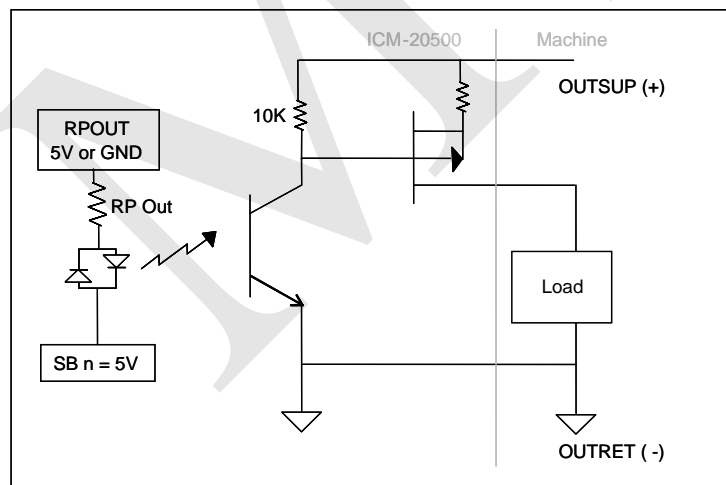 ICM-20500
Machine
OUTSUP (+)
10K
RPOUT
5V or GND
RP Out
Load
SB n = 5V
OUTRET ( -)